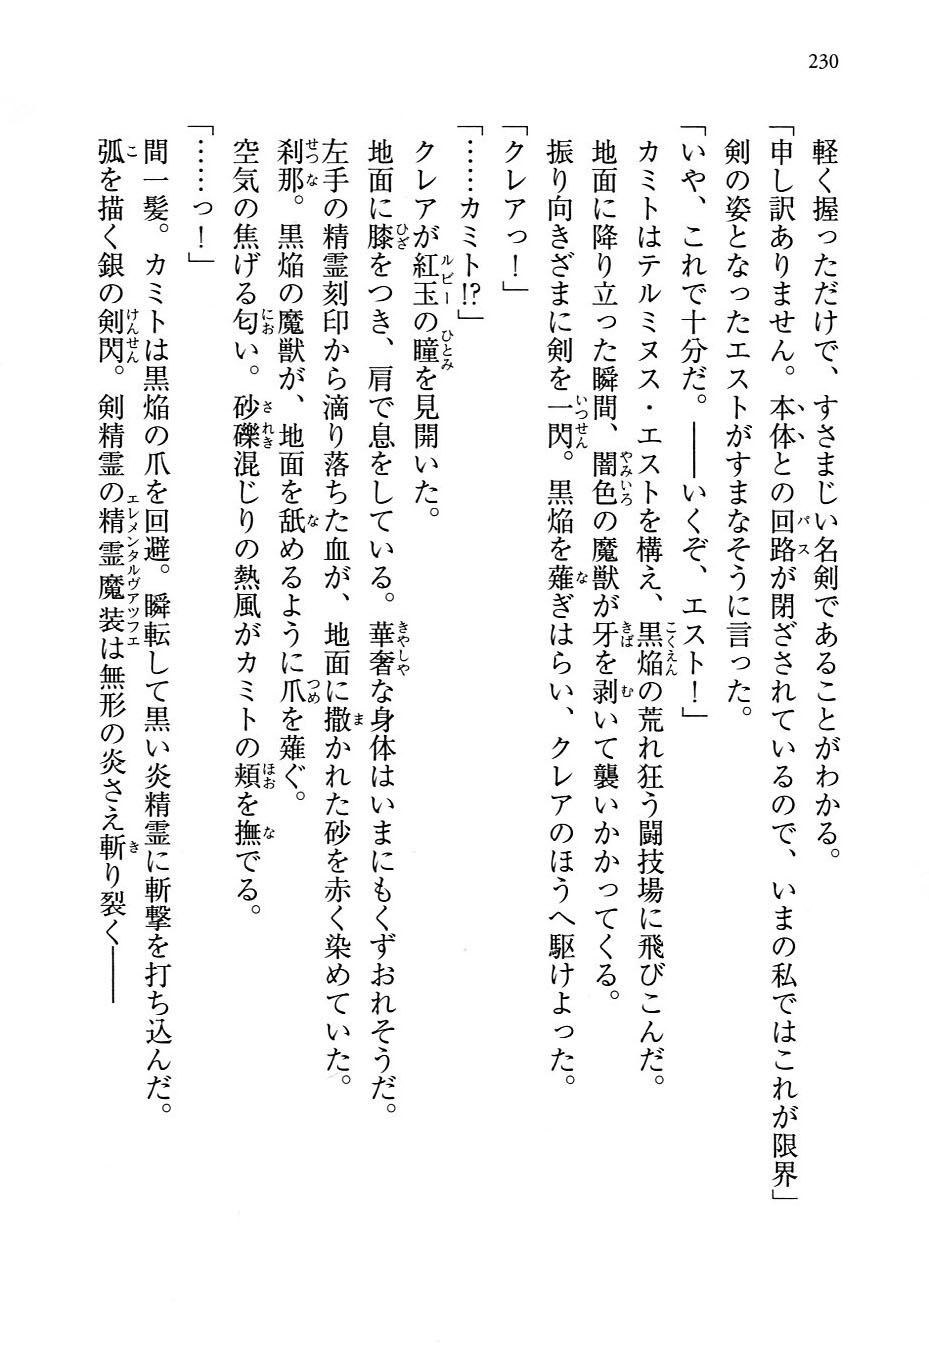 230
軽く握っただけで、すさまじい名剣であることがわかる。
「申し訳ありません。本体との回路が閉ざされているので、いまの私ではこれが限界」
剣の姿となったエストがすまなそうに言った。
「いや、これで十分だ。――いくぞ、エスト！」
カミトはテルミヌス・エストを構え、黒焔の荒れ狂う闘技場に飛びこんだ。
地面に降り立った瞬間、闇色の魔獣が牙を剥いて襲いかかってくる。
振り向きざまに剣を一閃。黒焔を薙ぎはらい、クレアのほうへ駆けよった。
「クレアっ！」
「……カミト!?」
クレアが紅玉の瞳を見開いた。
地面に膝をつき、肩で息をしている。華奢な身体はいまにもくずおれそうだ。
左手の精霊刻印から滴り落ちた血が、地面に撒かれた砂を赤く染めていた。
刹那。黒焔の魔獣が、地面を舐めるように爪を薙ぐ。
空気の焦げる匂い。砂礫混じりの熱風がカミトの頬を撫でる。
「……っ！」
間一髪。カミトは黒焔の爪を回避。瞬転して黒い炎精霊に斬撃を打ち込んだ。
弧を描く銀の剣閃。剣精霊の精霊魔装は無形の炎さえ斬り裂く――